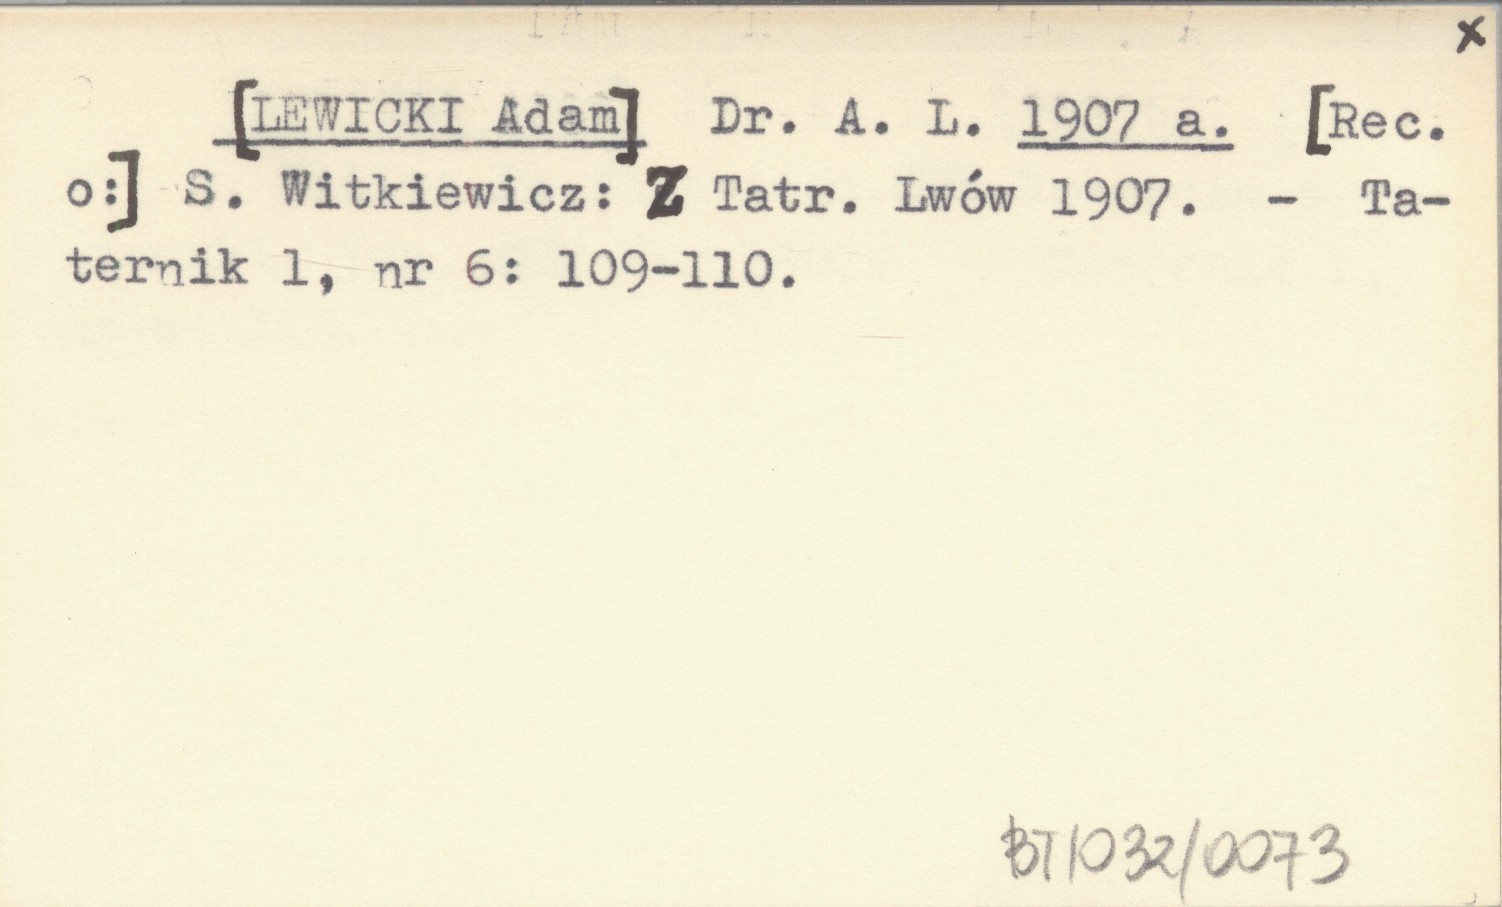 x
[LEWICKI Adam] Dr. A. L. 1907 a. [Rec.
o:] S. Witkiewicz: Z Tatr. Lwów 1907. - Ta-
ternik 1, nr 6: 109-110.
BT1032/0073